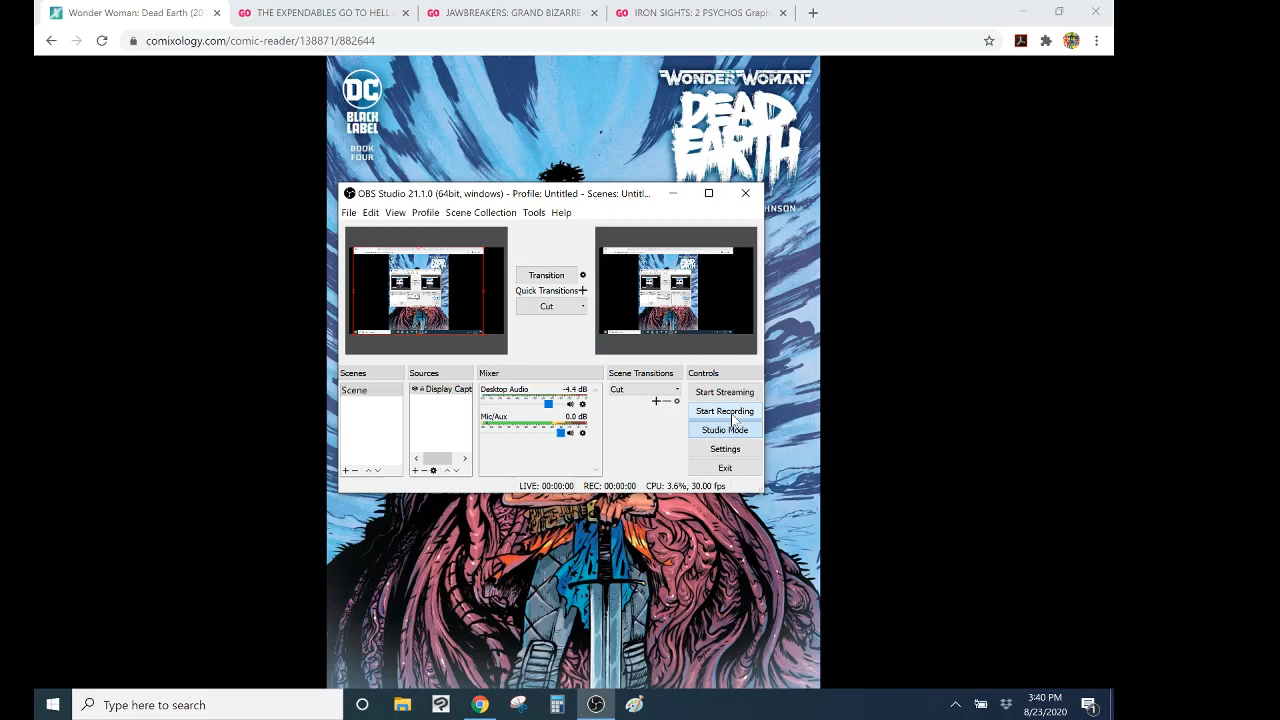 Wonder Woman: Dead Earth (20
THE EXPENDABLES GO TO HELL
JAWBREAKERS: GRAND BIZARRE
IRON SIGHTS: 2 PSYCHOS Graph
comixology.com/comic-reader/138871/882644
DC
BLACK
LABEL
BOOK
FOUR
WONDER WOMAN
DEAD
EARTH
HNSON
OBS Studio 21.1.0 (64bit, windows) - Profile: Untitled - Scenes: Untitl...
File Edit View Profile Scene Collection Tools Help
Transition
Quick Transitions
Cut
Scenes
Sources
Mixer
Scene Transitions
Controls
Scene
Display Capt
Desktop Audio -4.4 dB
Mic/Aux 0.0 dB
Cut
Start Streaming
Start Recording
Studio Mode
Settings
Exit
LIVE: 00:00:00 REC: 00:00:00 CPU: 3.6%, 30.00 fps
Type here to search
3:40 PM
8/23/2020